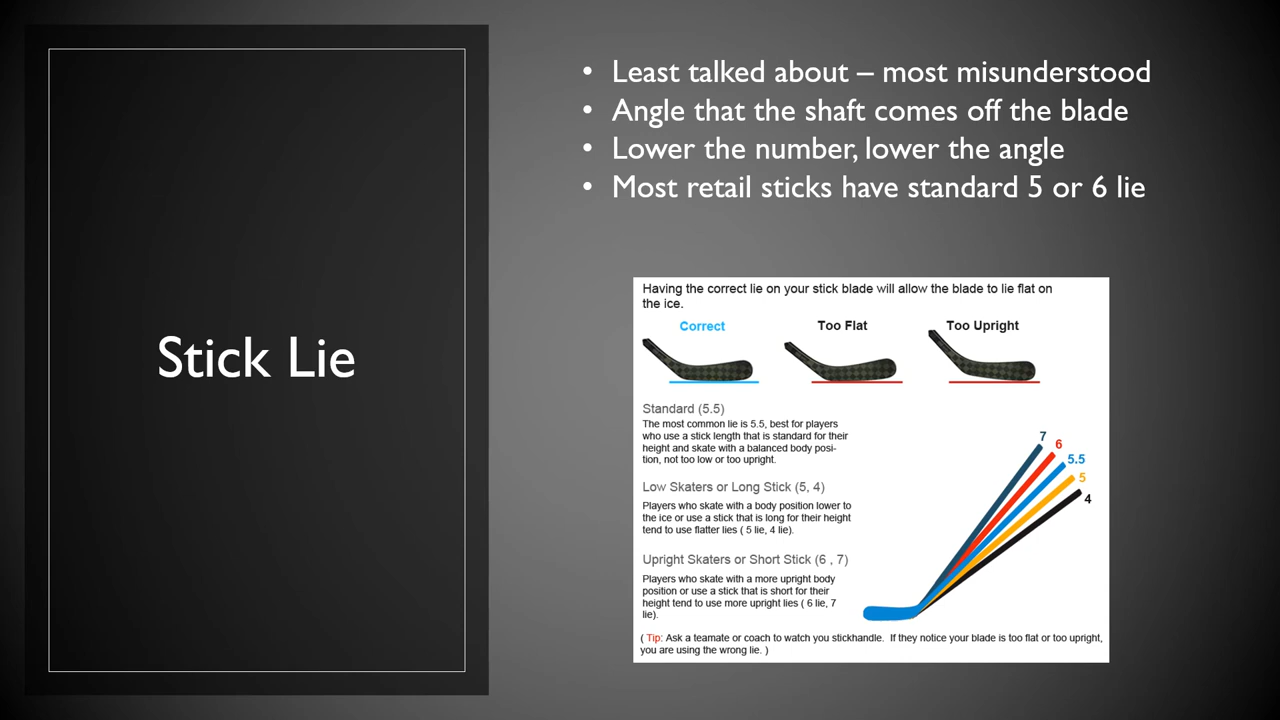 Stick Lie
• Least talked about – most misunderstood
• Angle that the shaft comes off the blade
• Lower the number, lower the angle
• Most retail sticks have standard 5 or 6 lie
Having the correct lie on your stick blade will allow the blade to lie flat on
the ice.
Correct
Too Flat
Too Upright
Standard (5.5)
The most common lie is 5.5, best for players
who use a stick length that is standard for their
height and skate with a balanced body posi-
tion, not too low or too upright.
Low Skaters or Long Stick (5, 4)
Players who skate with a body position lower to
the ice or use a stick that is long for their height
tend to use flatter lies ( 5 lie, 4 lie).
Upright Skaters or Short Stick (6 , 7)
Players who skate with a more upright body
position or use a stick that is short for their
height tend to use more upright lies ( 6 lie, 7
lie).
7
6
5.5
5
4
( Tip: Ask a teamate or coach to watch you stickhandle. If they notice your blade is too flat or too upright,
you are using the wrong lie. )